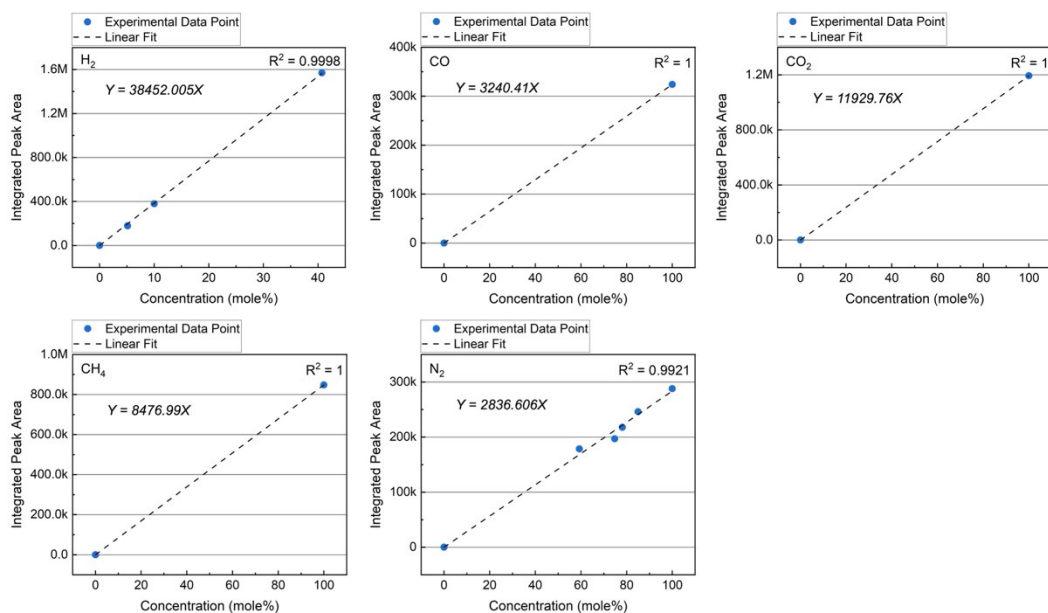 Experimental Data Point
Linear Fit
H₂
R² = 0.9998
Y = 38452.005X
1.6M
1.2M
800.0k
400.0k
0.0
Integrated Peak Area
0 10 20 30 40
Concentration (mole%)
Experimental Data Point
Linear Fit
CO
R² = 1
Y = 3240.41X
400k
300k
200k
100k
0
Integrated Peak Area
0 20 40 60 80 100
Concentration (mole%)
Experimental Data Point
Linear Fit
CO₂
R² = 1
Y = 11929.76X
1.2M
800.0k
400.0k
0.0
Integrated Peak Area
0 20 40 60 80 100
Concentration (mole%)
Experimental Data Point
Linear Fit
CH₄
R² = 1
Y = 8476.99X
1.0M
800.0k
600.0k
400.0k
200.0k
0.0
Integrated Peak Area
0 20 40 60 80 100
Concentration (mole%)
Experimental Data Point
Linear Fit
N₂
R² = 0.9921
Y = 2836.606X
300k
200k
100k
0
Integrated Peak Area
0 20 40 60 80 100
Concentration (mole%)